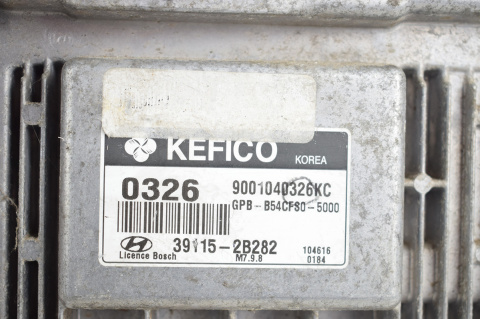 KEFICO KOREA
0326 9001040326KC
GPB-B54CFS0-5000
39115-2B282 104616
Licence Bosch M7.9.8 0184